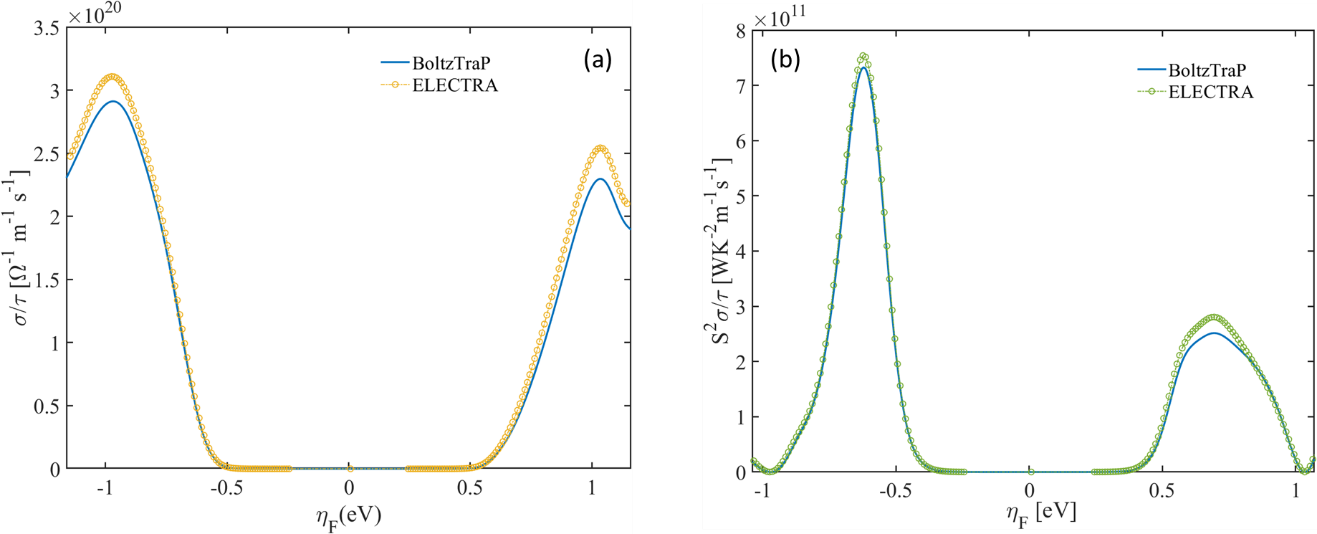 ×10^20
(a)
BoltzTraP
ELECTRA
3.5
3
2.5
2
1.5
1
0.5
0
σ/τ [Ω^-1 m^-1 s^-1]
-1 -0.5 0 0.5 1
η_F(eV)
×10^11
(b)
BoltzTraP
ELECTRA
8
7
6
5
4
3
2
1
0
S^2σ/τ [WK^-2m^-1s^-1]
-1 -0.5 0 0.5 1
η_F [eV]